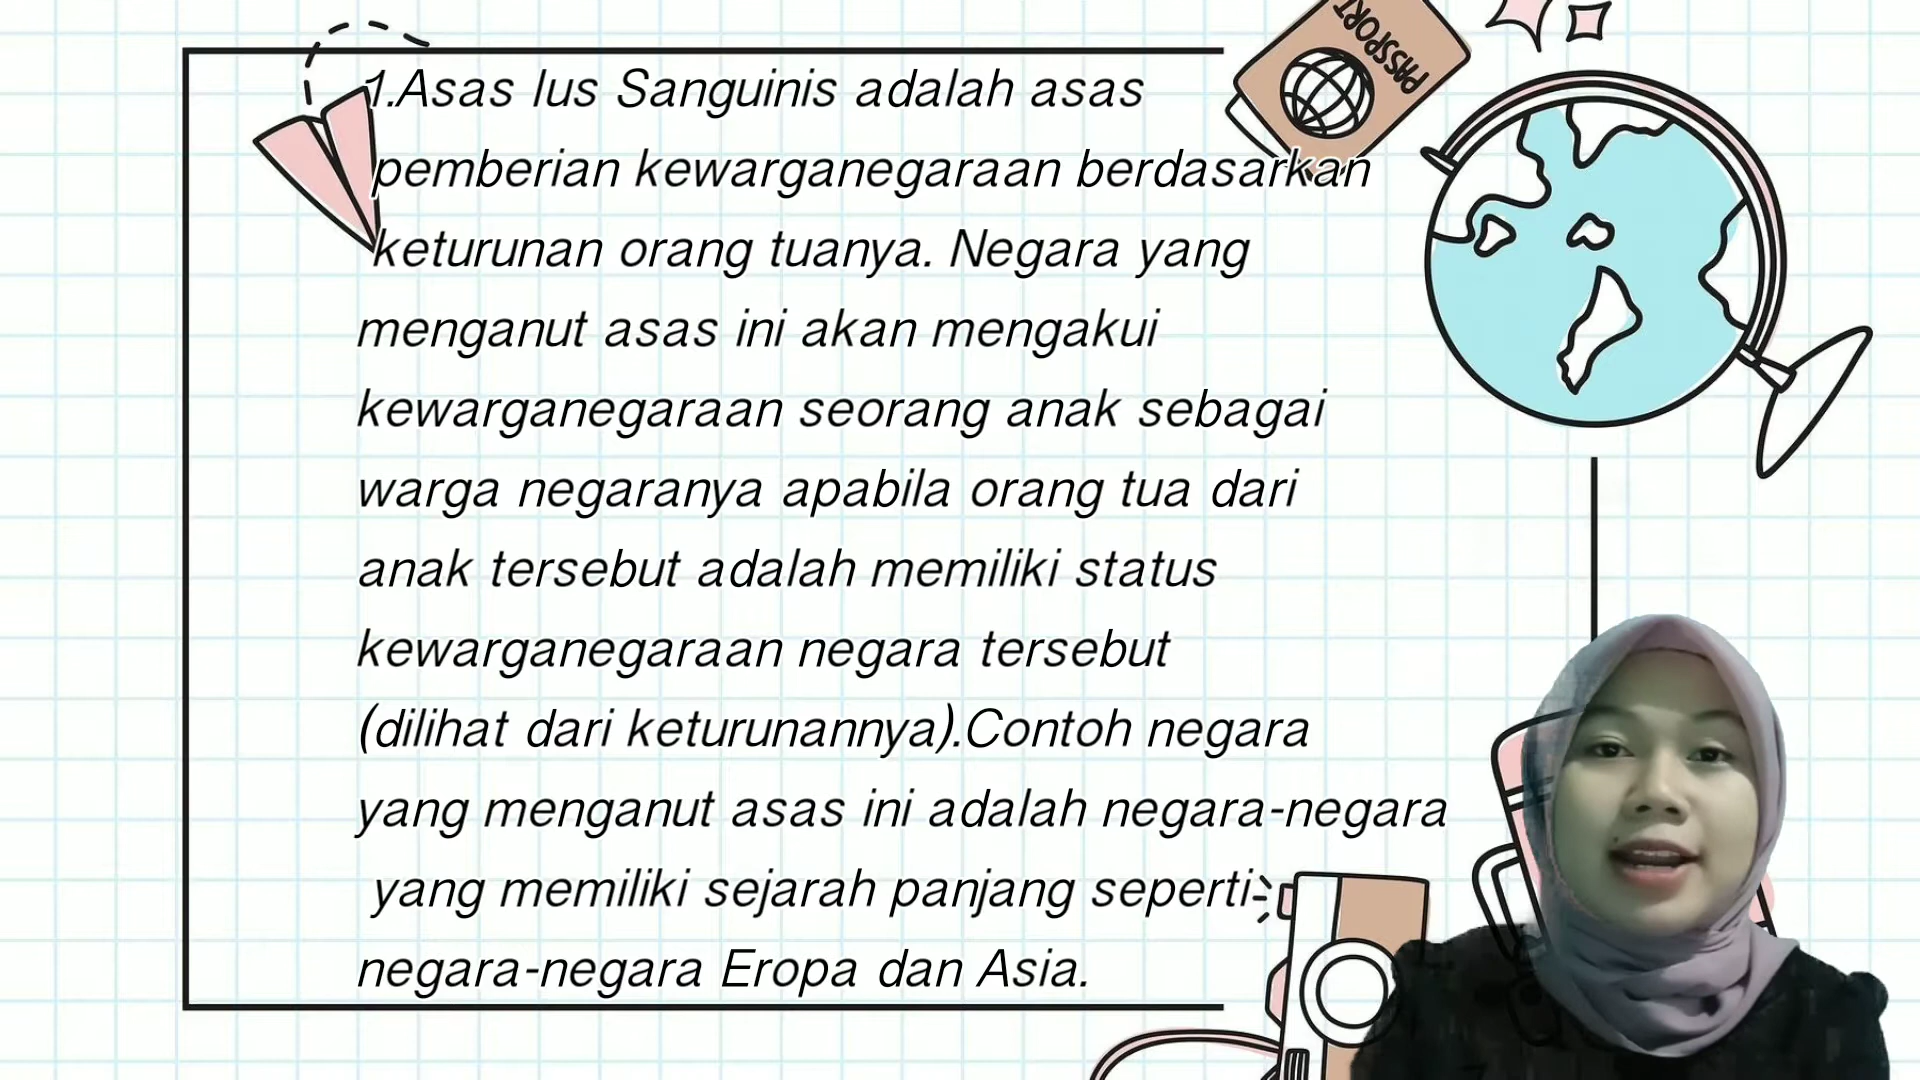 PASSPORT
1.Asas Ius Sanguinis adalah asas
pemberian kewarganegaraan berdasarkan
keturunan orang tuanya. Negara yang
menganut asas ini akan mengakui
kewarganegaraan seorang anak sebagai
warga negaranya apabila orang tua dari
anak tersebut adalah memiliki status
kewarganegaraan negara tersebut
(dilihat dari keturunannya).Contoh negara
yang menganut asas ini adalah negara-negara
yang memiliki sejarah panjang seperti
negara-negara Eropa dan Asia.